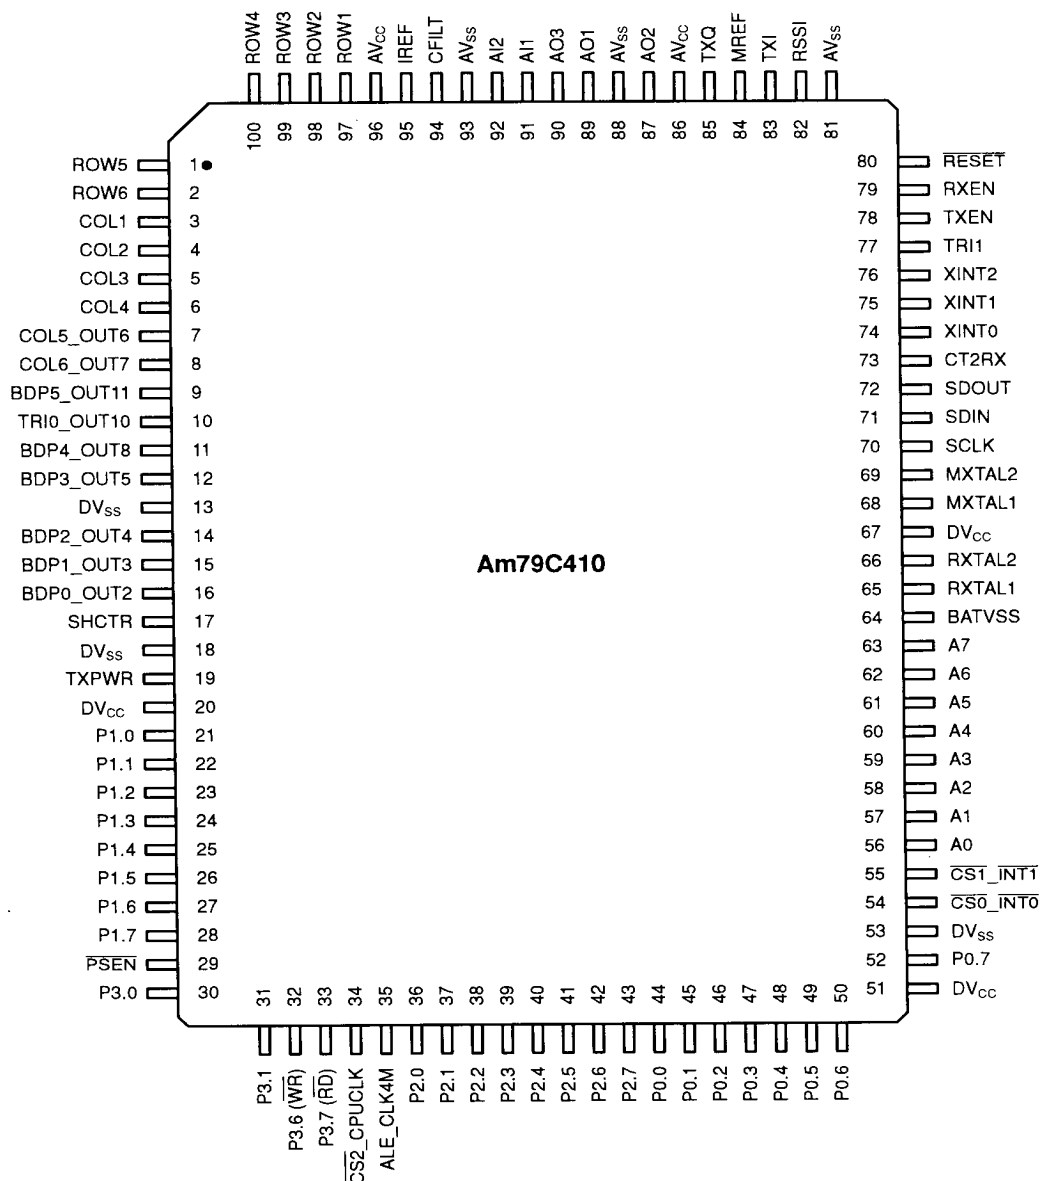 ROW4 ROW3 ROW2 ROW1 AVCC IREF CFILT AVSS AI2 AI1 AO3 AO1 AVSS AO2 AVCC TXQ MREF TXI RSSI AVSS
100 99 98 97 96 95 94 93 92 91 90 89 88 87 86 85 84 83 82 81
ROW5 1
ROW6 2
COL1 3
COL2 4
COL3 5
COL4 6
COL5_OUT6 7
COL6_OUT7 8
BDP5_OUT11 9
TRI0_OUT10 10
BDP4_OUT8 11
BDP3_OUT5 12
DVSS 13
BDP2_OUT4 14
BDP1_OUT3 15
BDP0_OUT2 16
SHCTR 17
DVSS 18
TXPWR 19
DVCC 20
P1.0 21
P1.1 22
P1.2 23
P1.3 24
P1.4 25
P1.5 26
P1.6 27
P1.7 28
PSEN 29
P3.0 30
Am79C410
80 RESET
79 RXEN
78 TXEN
77 TRI1
76 XINT2
75 XINT1
74 XINT0
73 CT2RX
72 SDOUT
71 SDIN
70 SCLK
69 MXTAL2
68 MXTAL1
67 DVCC
66 RXTAL2
65 RXTAL1
64 BATVSS
63 A7
62 A6
61 A5
60 A4
59 A3
58 A2
57 A1
56 A0
55 CS1_INT1
54 CS0_INT0
53 DVSS
52 P0.7
51 DVCC
31 32 33 34 35 36 37 38 39 40 41 42 43 44 45 46 47 48 49 50
P3.1 P3.6 (WR) P3.7 (RD) CS2_CPUCLK ALE_CLK4M P2.0 P2.1 P2.2 P2.3 P2.4 P2.5 P2.6 P2.7 P0.0 P0.1 P0.2 P0.3 P0.4 P0.5 P0.6